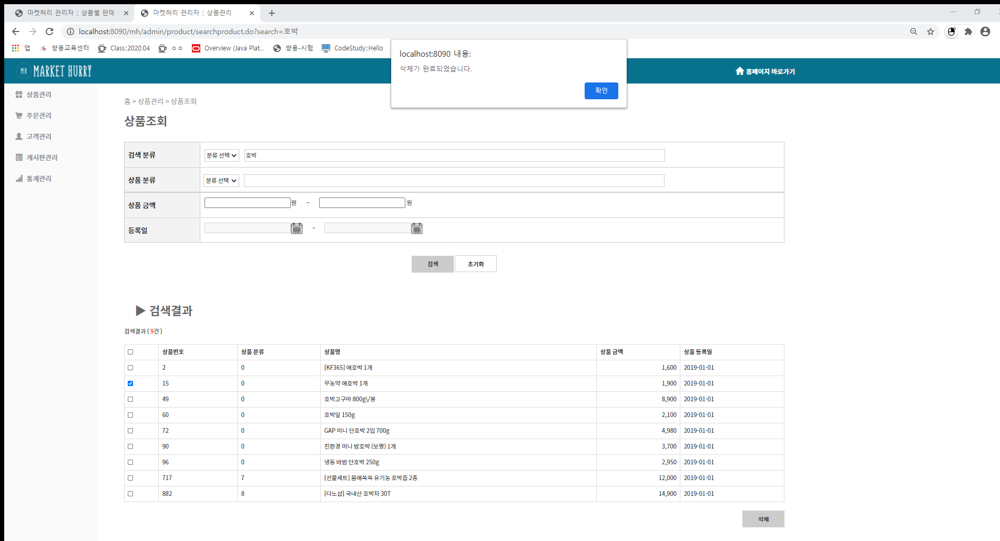 마켓허리 관리자 :: 상품별 판매
마켓허리 관리자 :: 상품관리
localhost:8090/mh/admin/product/searchproduct.do?search=호박
앱 쌍용교육센터 Class::2020.04 ㅇㅇ Overview (Java Plat... 쌍용-시험 CodeStudy::Hello
localhost:8090 내용:
삭제가 완료되었습니다.
확인
MH MARKET HURRY
홈페이지 바로가기
상품관리
주문관리
고객관리
게시판관리
통계관리
홈 > 상품관리 > 상품조회
상품조회
검색 분류 분류 선택 호박
상품 분류 분류 선택
상품 금액 원 ~ 원
등록일 ~
검색 초기화
▶ 검색결과
검색결과 ( 9건 )
상품번호 상품 분류 상품명 상품 금액 상품 등록일
2 0 [KF365] 애호박 1개 1,600 2019-01-01
15 0 무농약 애호박 1개 1,900 2019-01-01
49 0 호박고구마 800g\/봉 8,900 2019-01-01
60 0 호박잎 150g 2,100 2019-01-01
72 0 GAP 미니 단호박 2입 700g 4,980 2019-01-01
90 0 친환경 미니 밤호박 (보짱) 1개 3,700 2019-01-01
96 0 냉동 바밤 단호박 250g 2,950 2019-01-01
717 7 [선물세트] 몸애쏙쏙 유기농 호박즙 2종 12,000 2019-01-01
882 8 [다노샵] 국내산 호박차 30T 14,900 2019-01-01
삭제